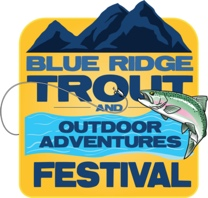 BLUE RIDGE
TROUT
AND
OUTDOOR
ADVENTURES
FESTIVAL